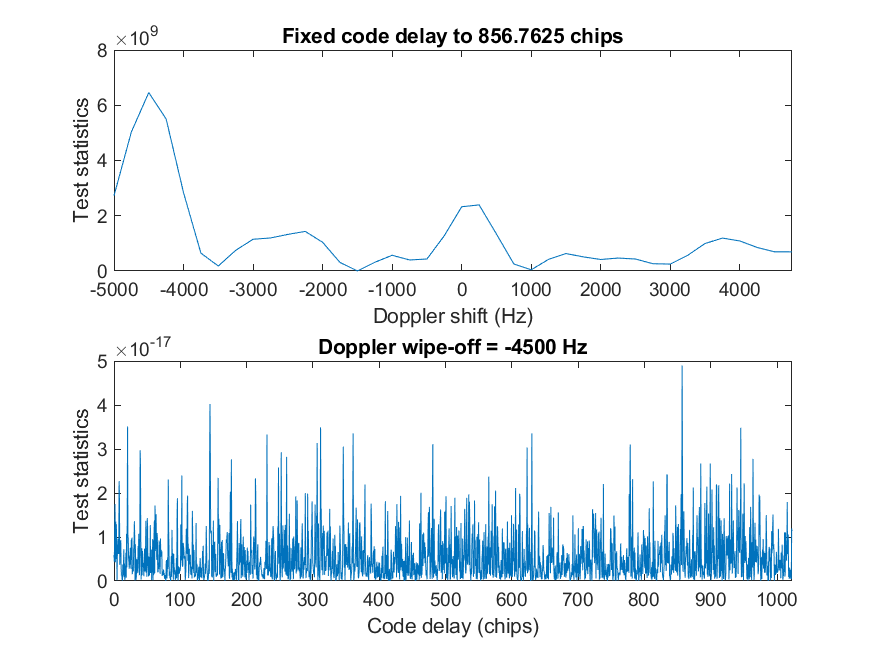 ×10^9
Fixed code delay to 856.7625 chips
8
6
4
2
0
Test statistics
-5000 -4000 -3000 -2000 -1000 0 1000 2000 3000 4000
Doppler shift (Hz)
×10^-17
Doppler wipe-off = -4500 Hz
5
4
3
2
1
0
Test statistics
0 100 200 300 400 500 600 700 800 900 1000
Code delay (chips)